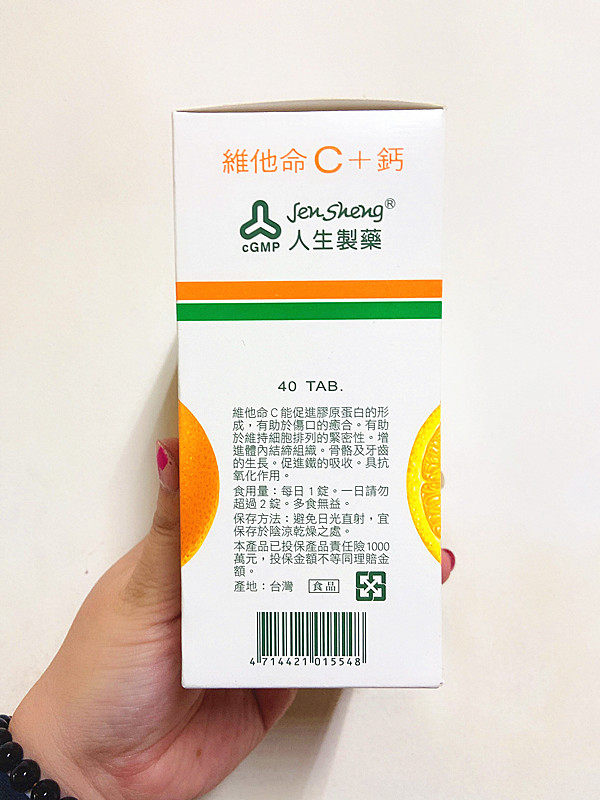 維他命C+鈣
Jen Sheng®
cGMP 人生製藥
40 TAB.
維他命C能促進膠原蛋白的形
成，有助於傷口的癒合。有助
於維持細胞排列的緊密性。增
進體內結締組織。骨骼及牙齒
的生長。促進鐵的吸收。具抗
氧化作用。
食用量：每日1錠。一日請勿
超過2錠。多食無益。
保存方法：避免日光直射，宜
保存於陰涼乾燥之處。
本產品已投保產品責任險1000
萬元，投保金額不等同理賠金
額。
產地：台灣 食品
4 714421 015548